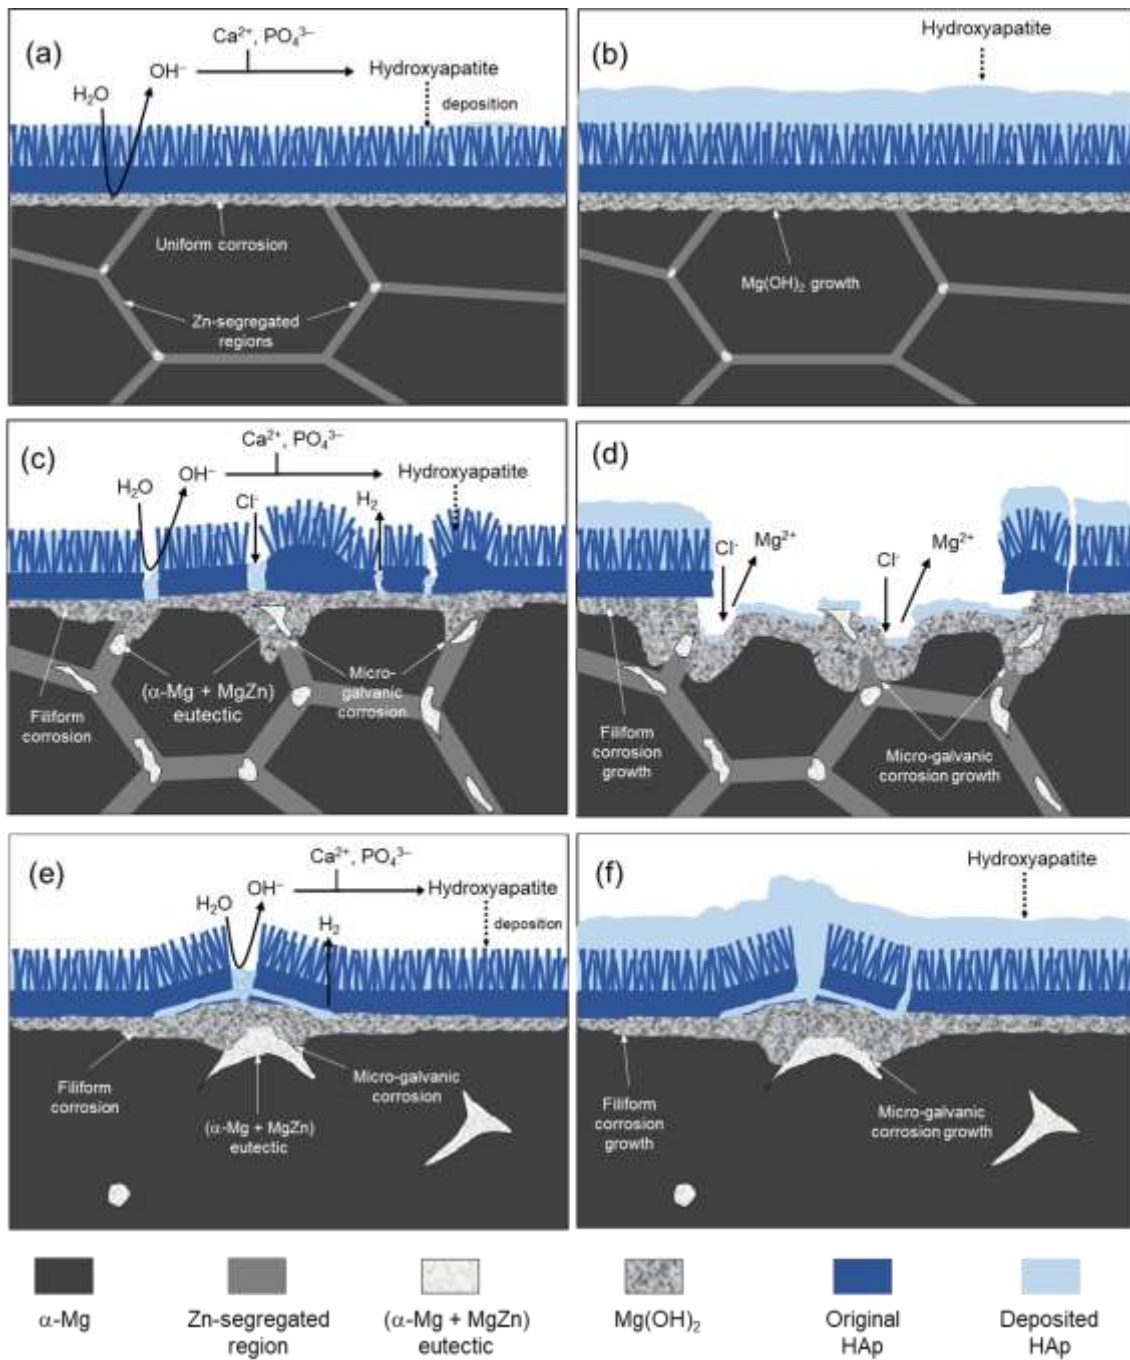 (a)
Ca²⁺, PO₄³⁻
OH⁻
Hydroxyapatite
H₂O
deposition
Uniform corrosion
Zn-segregated
regions
(b)
Hydroxyapatite
Mg(OH)₂ growth
(c)
Ca²⁺, PO₄³⁻
OH⁻
Hydroxyapatite
H₂O
Cl⁻
H₂
(α-Mg + MgZn)
eutectic
Micro-
galvanic
corrosion
Filiform
corrosion
(d)
Cl⁻
Mg²⁺
Cl⁻
Mg²⁺
Filiform
corrosion
growth
Micro-galvanic
corrosion growth
(e)
Ca²⁺, PO₄³⁻
OH⁻
Hydroxyapatite
H₂O
H₂
deposition
Filiform
corrosion
Micro-galvanic
corrosion
(α-Mg + MgZn)
eutectic
(f)
Hydroxyapatite
Filiform
corrosion
growth
Micro-galvanic
corrosion growth
α-Mg
Zn-segregated
region
(α-Mg + MgZn)
eutectic
Mg(OH)₂
Original
HAp
Deposited
HAp